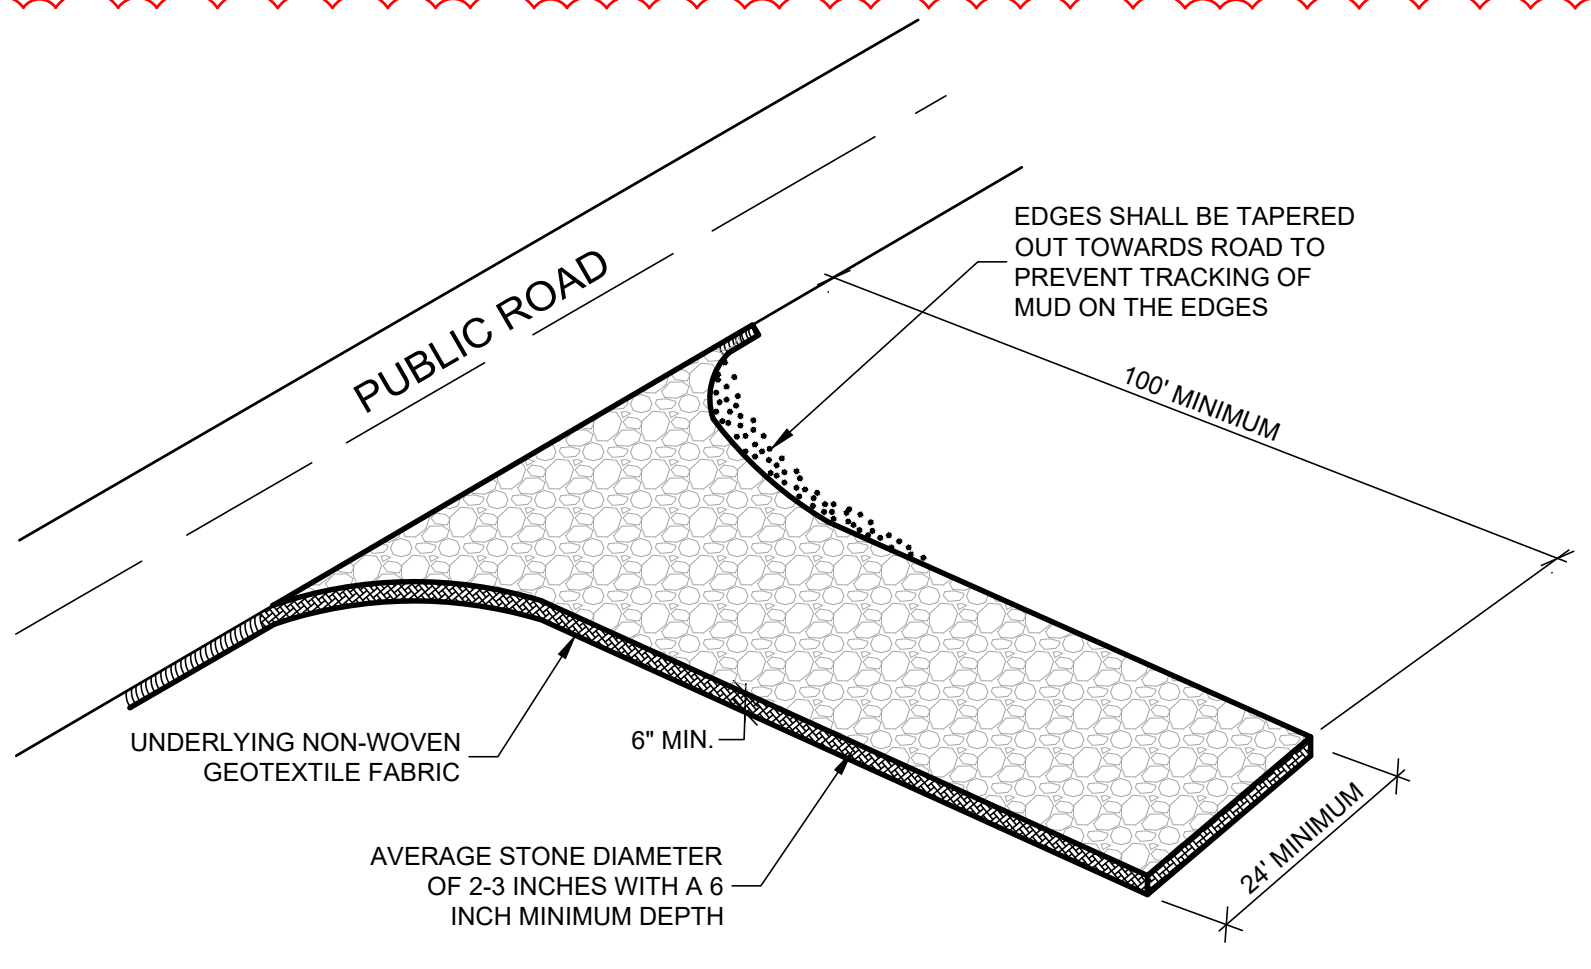 EDGES SHALL BE TAPERED
OUT TOWARDS ROAD TO
PREVENT TRACKING OF
MUD ON THE EDGES
PUBLIC ROAD
100' MINIMUM
UNDERLYING NON-WOVEN
GEOTEXTILE FABRIC
6" MIN.
24' MINIMUM
AVERAGE STONE DIAMETER
OF 2-3 INCHES WITH A 6
INCH MINIMUM DEPTH